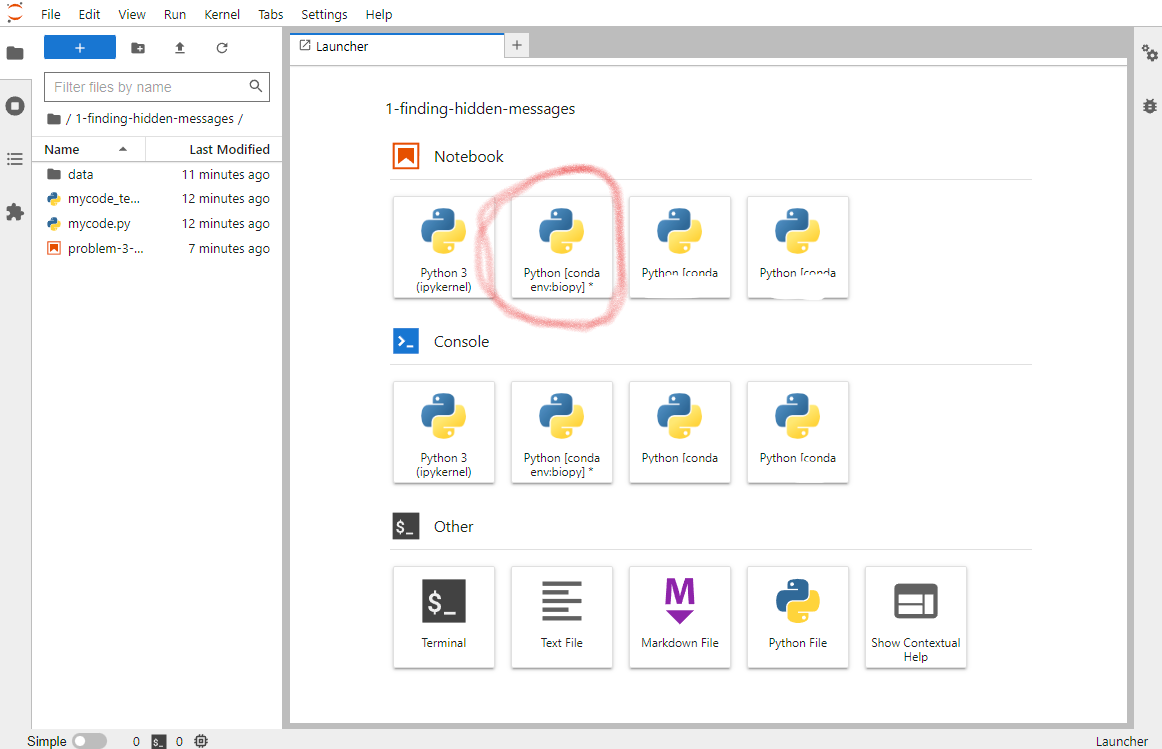 File Edit View Run Kernel Tabs Settings Help
+
Launcher
+
Filter files by name
/ 1-finding-hidden-messages /
Name Last Modified
data 11 minutes ago
mycode_te... 12 minutes ago
mycode.py 12 minutes ago
problem-3-... 7 minutes ago
1-finding-hidden-messages
Notebook
Python 3
(ipykernel)
Python [conda
env:biopy] *
Python [conda
Python [conda
>_
Console
Python 3
(ipykernel)
Python [conda
env:biopy] *
Python [conda
Python [conda
$_
Other
$_
Terminal
Text File
M
Markdown File
Python File
Show Contextual
Help
Simple 0 $_ 0 Launcher